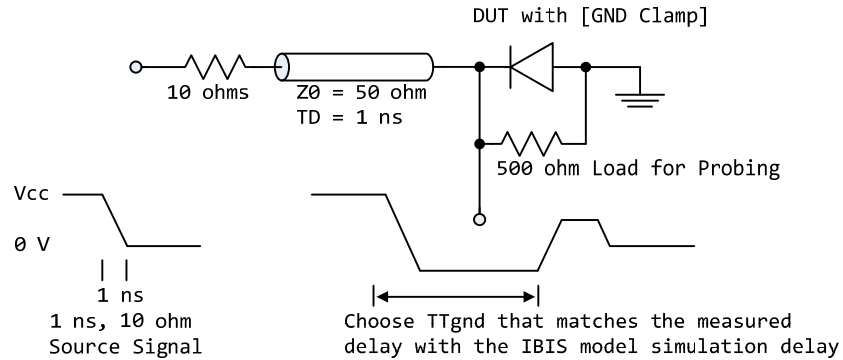 DUT with [GND Clamp]
10 ohms
Z0 = 50 ohm
TD = 1 ns
500 ohm Load for Probing
Vcc
0 V
1 ns
1 ns, 10 ohm
Source Signal
Choose TTgnd that matches the measured
delay with the IBIS model simulation delay